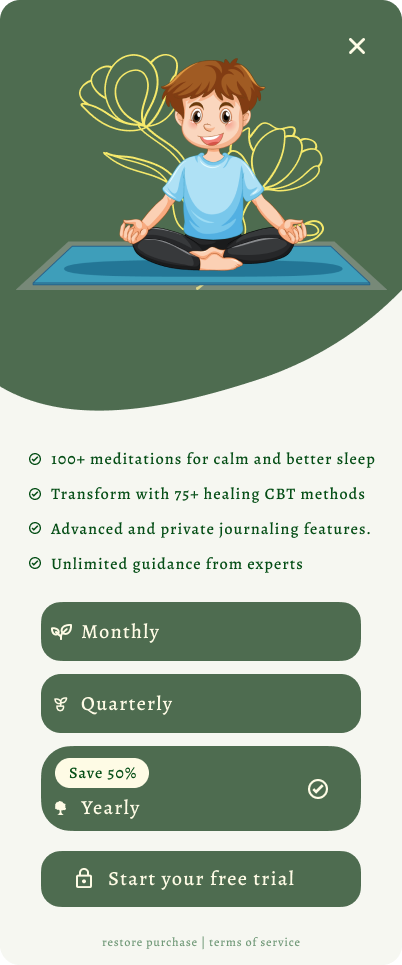 100+ meditations for calm and better sleep
Transform with 75+ healing CBT methods
Advanced and private journaling features.
Unlimited guidance from experts
Monthly
Quarterly
Save 50%
Yearly
Start your free trial
restore purchase | terms of service